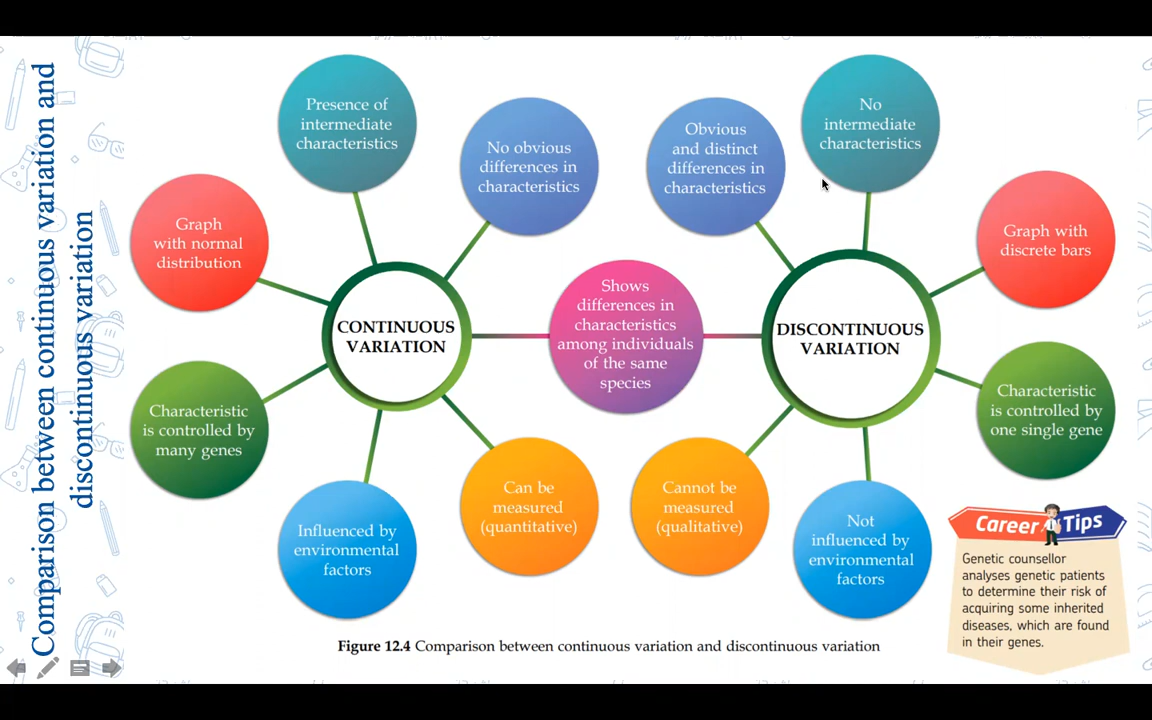 Comparison between continuous variation and
discontinuous variation
Presence of
intermediate
characteristics
No obvious
differences in
characteristics
Graph
with normal
distribution
CONTINUOUS
VARIATION
Characteristic
is controlled by
many genes
Influenced by
environmental
factors
Can be
measured
(quantitative)
Shows
differences in
characteristics
among individuals
of the same
species
Obvious
and distinct
differences in
characteristics
No
intermediate
characteristics
Graph with
discrete bars
DISCONTINUOUS
VARIATION
Characteristic
is controlled by
one single gene
Cannot be
measured
(qualitative)
Not
influenced by
environmental
factors
Career Tips
Genetic counsellor
analyses genetic patients
to determine their risk of
acquiring some inherited
diseases, which are found
in their genes.
Figure 12.4 Comparison between continuous variation and discontinuous variation